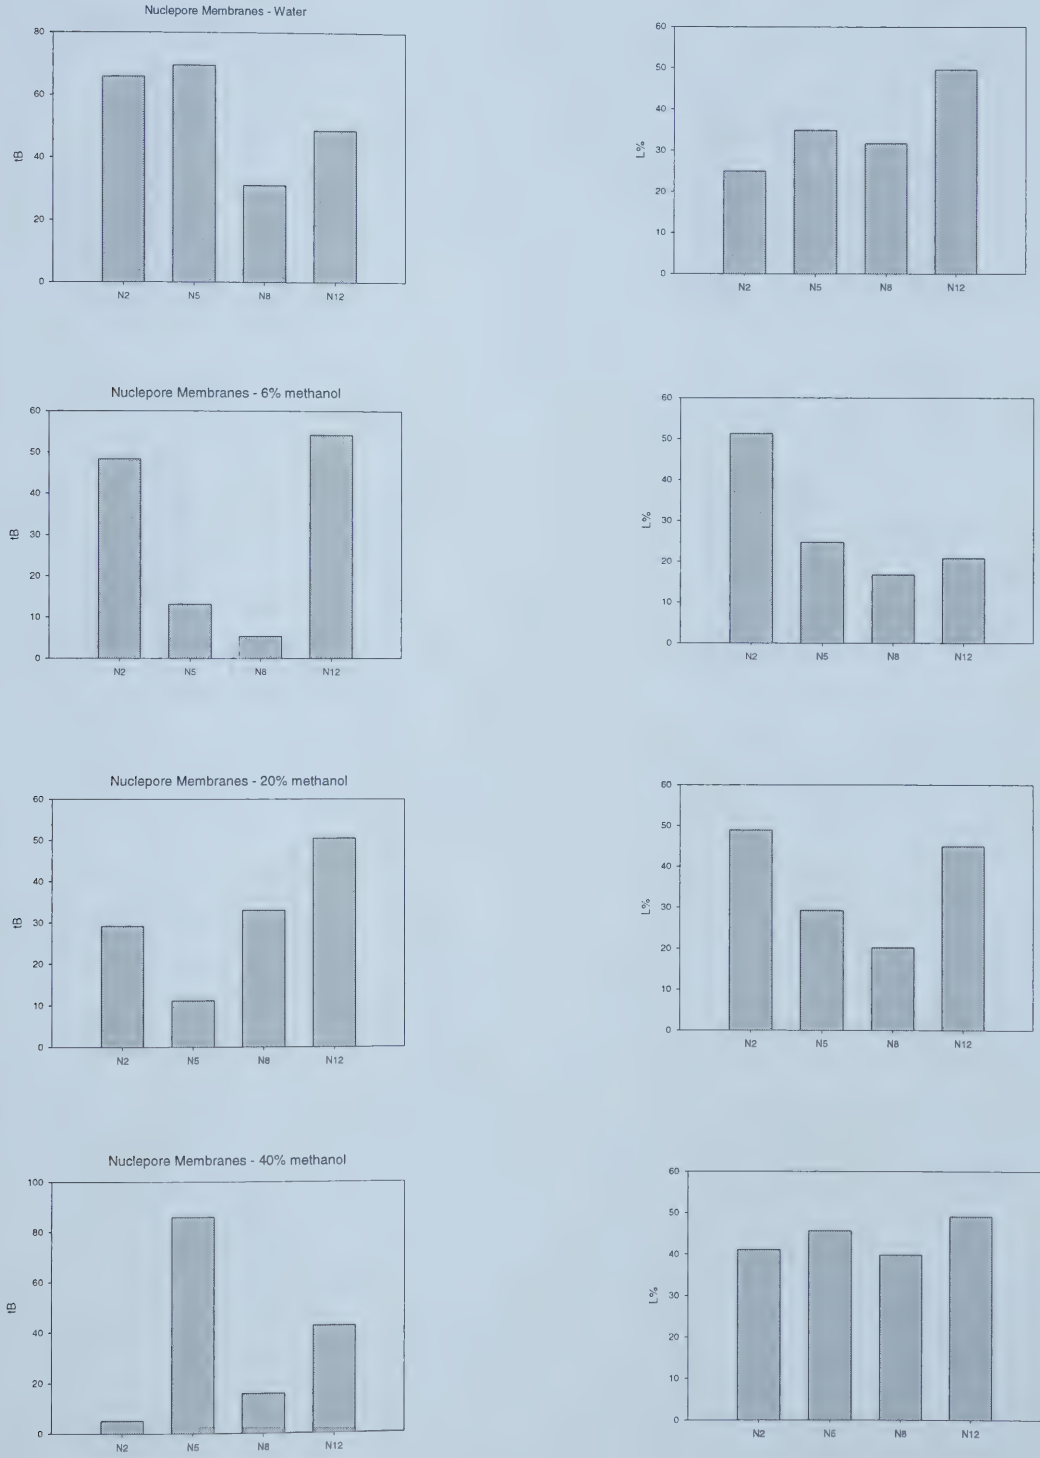 Nuclepore Membranes - Water
80
60
40
20
0
tB
N2 N5 N8 N12
60
50
40
30
20
10
0
L%
N2 N5 N8 N12
Nuclepore Membranes - 6% methanol
60
50
40
30
20
10
0
tB
N2 N5 N8 N12
60
50
40
30
20
10
0
L%
N2 N5 N8 N12
Nuclepore Membranes - 20% methanol
60
50
40
30
20
10
0
tB
N2 N5 N8 N12
60
50
40
30
20
10
0
L%
N2 N5 N8 N12
Nuclepore Membranes - 40% methanol
100
80
60
40
20
0
tB
N2 N5 N8 N12
60
50
40
30
20
10
0
L%
N2 N5 N8 N12